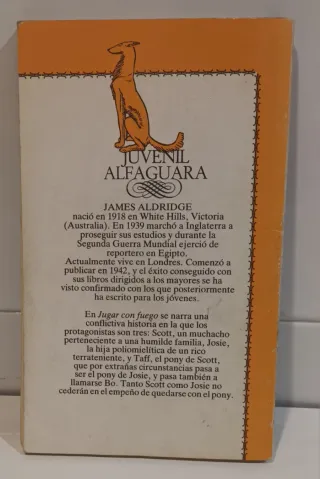 JUVENIL
ALFAGUARA
JAMES ALDRIDGE
nació en 1918 en White Hills, Victoria
(Australia). En 1939 marchó a Inglaterra a
proseguir sus estudios y durante la
Segunda Guerra Mundial ejerció de
reportero en Egipto.
Actualmente vive en Londres. Comenzó a
publicar en 1942, y el éxito conseguido con
sus libros dirigidos a los mayores se ha
visto confirmado con los que posteriormente
ha escrito para los jóvenes.
En Jugar con fuego se narra una
conflictiva historia en la que los
protagonistas son tres: Scott, un muchacho
perteneciente a una humilde familia, Josie,
la hija poliomielítica de un rico
terrateniente, y Taff, el pony de Scott,
que por extrañas circunstancias pasa a
ser el pony de Josie, y pasa también a
llamarse Bo. Tanto Scott como Josie no
cederán en el empeño de quedarse con el pony.